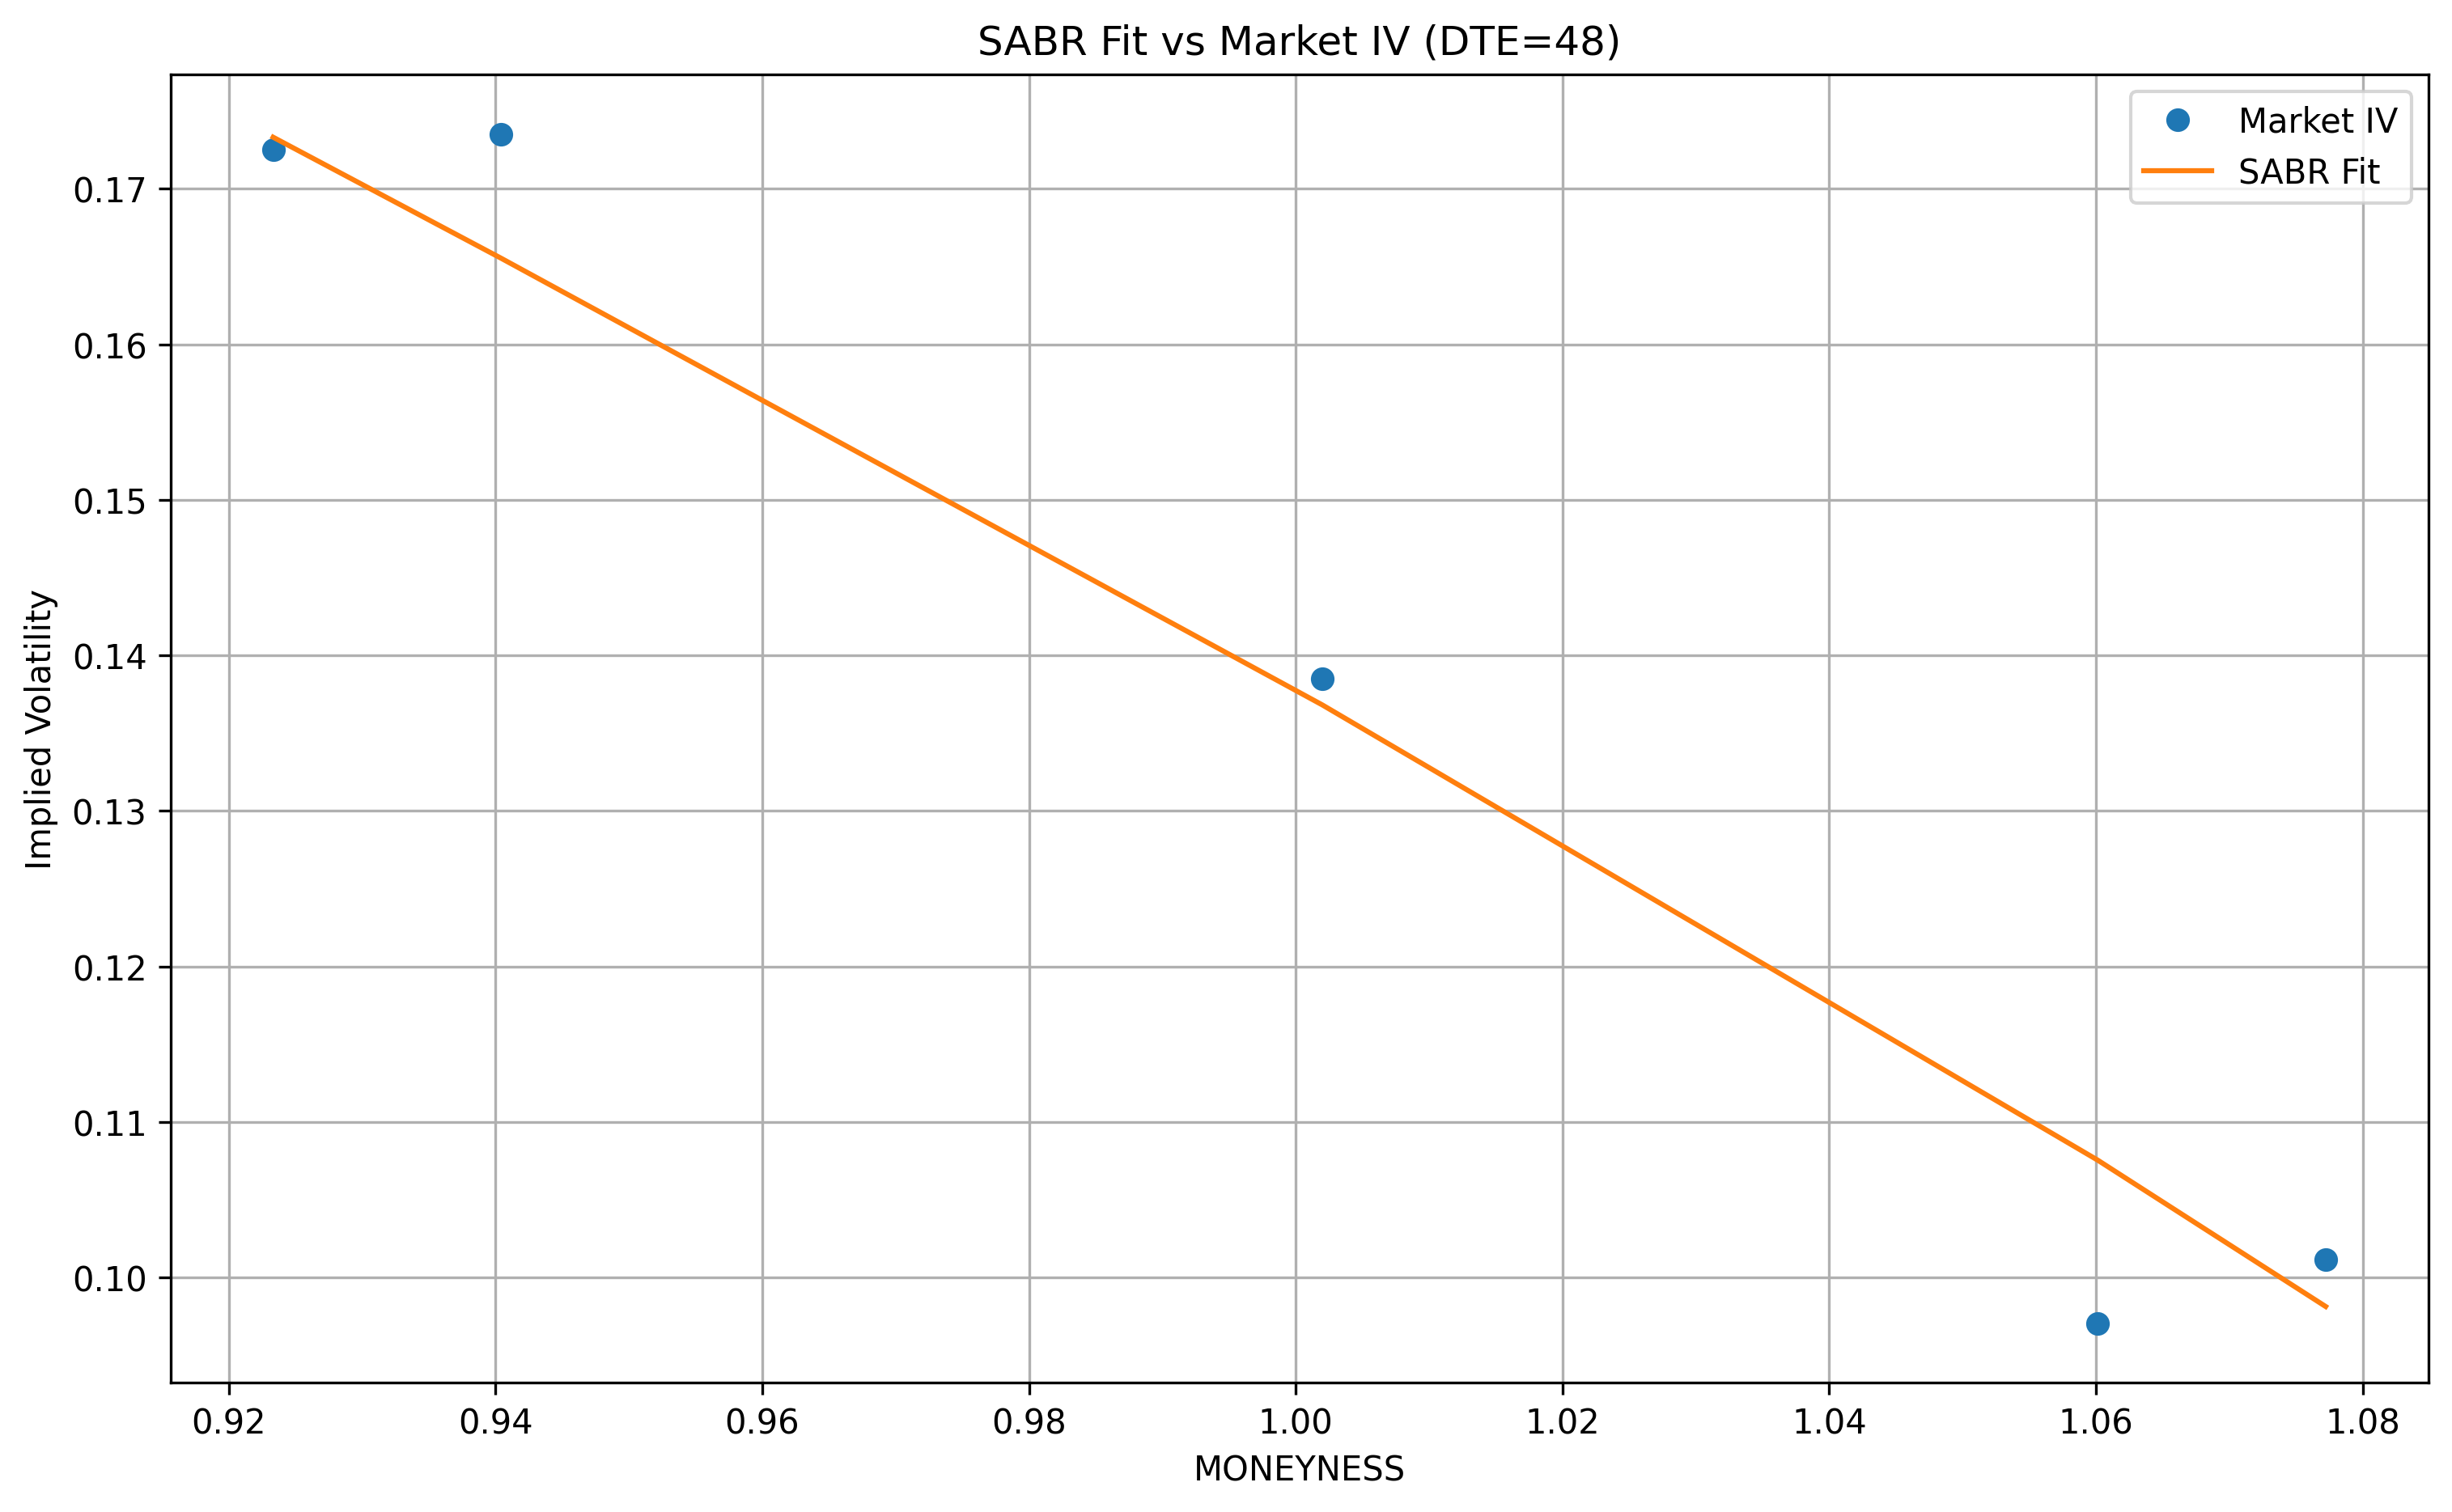 SABR Fit vs Market IV (DTE=48)
Market IV
SABR Fit
Implied Volatility
0.17
0.16
0.15
0.14
0.13
0.12
0.11
0.10
0.92 0.94 0.96 0.98 1.00 1.02 1.04 1.06 1.08
MONEYNESS